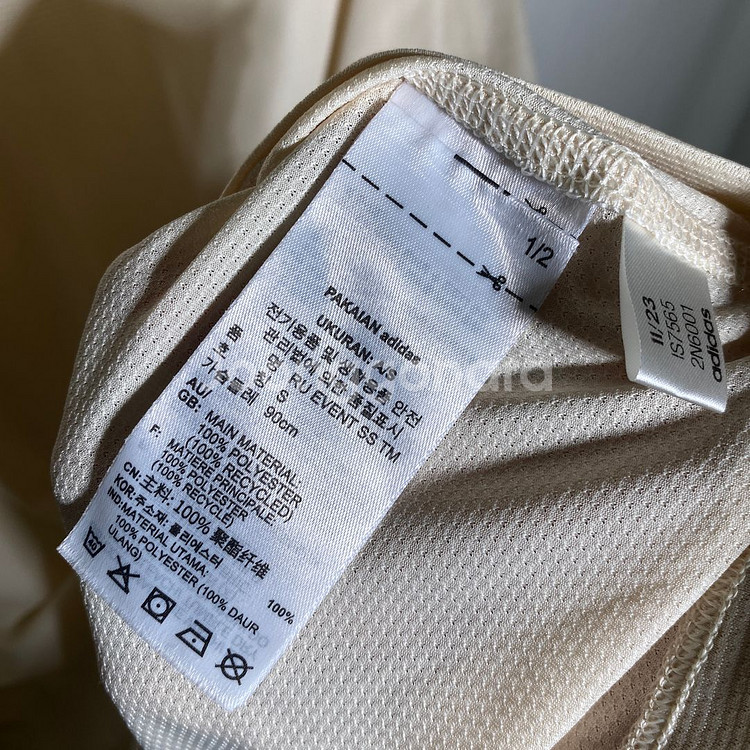 1/2
PAKAIAN adidas
UKURAN: A/S
전기용품 및 생활용품 안전
관리법에 의한 품질표시
품 명 RU EVENT SS TM
호 칭 S
가슴둘레 90cm
AU/
GB: MAIN MATERIAL:
100% POLYESTER
(100% RECYCLED)
F: MATIÈRE PRINCIPALE:
100% POLYESTER
(100% RECYCLE)
CN: 主料: 100% 聚酯纤维
KOR: 주소재: 폴리에스터 100%
IND: MATERIAL UTAMA:
100% POLYESTER (100% DAUR
ULANG)
11/23
IS7565
2N6001
adidas